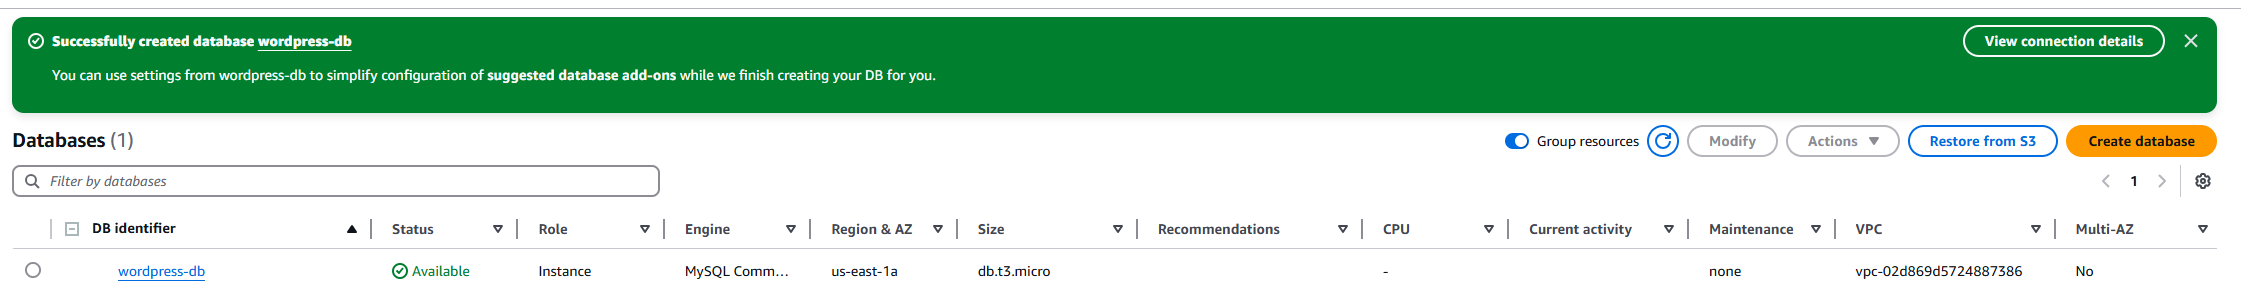 Successfully created database wordpress-db
View connection details
You can use settings from wordpress-db to simplify configuration of suggested database add-ons while we finish creating your DB for you.
Databases (1)
Group resources
Modify
Actions
Restore from S3
Create database
Filter by databases
1
DB identifier Status Role Engine Region & AZ Size Recommendations CPU Current activity Maintenance VPC Multi-AZ
wordpress-db Available Instance MySQL Comm... us-east-1a db.t3.micro - none vpc-02d869d5724887386 No